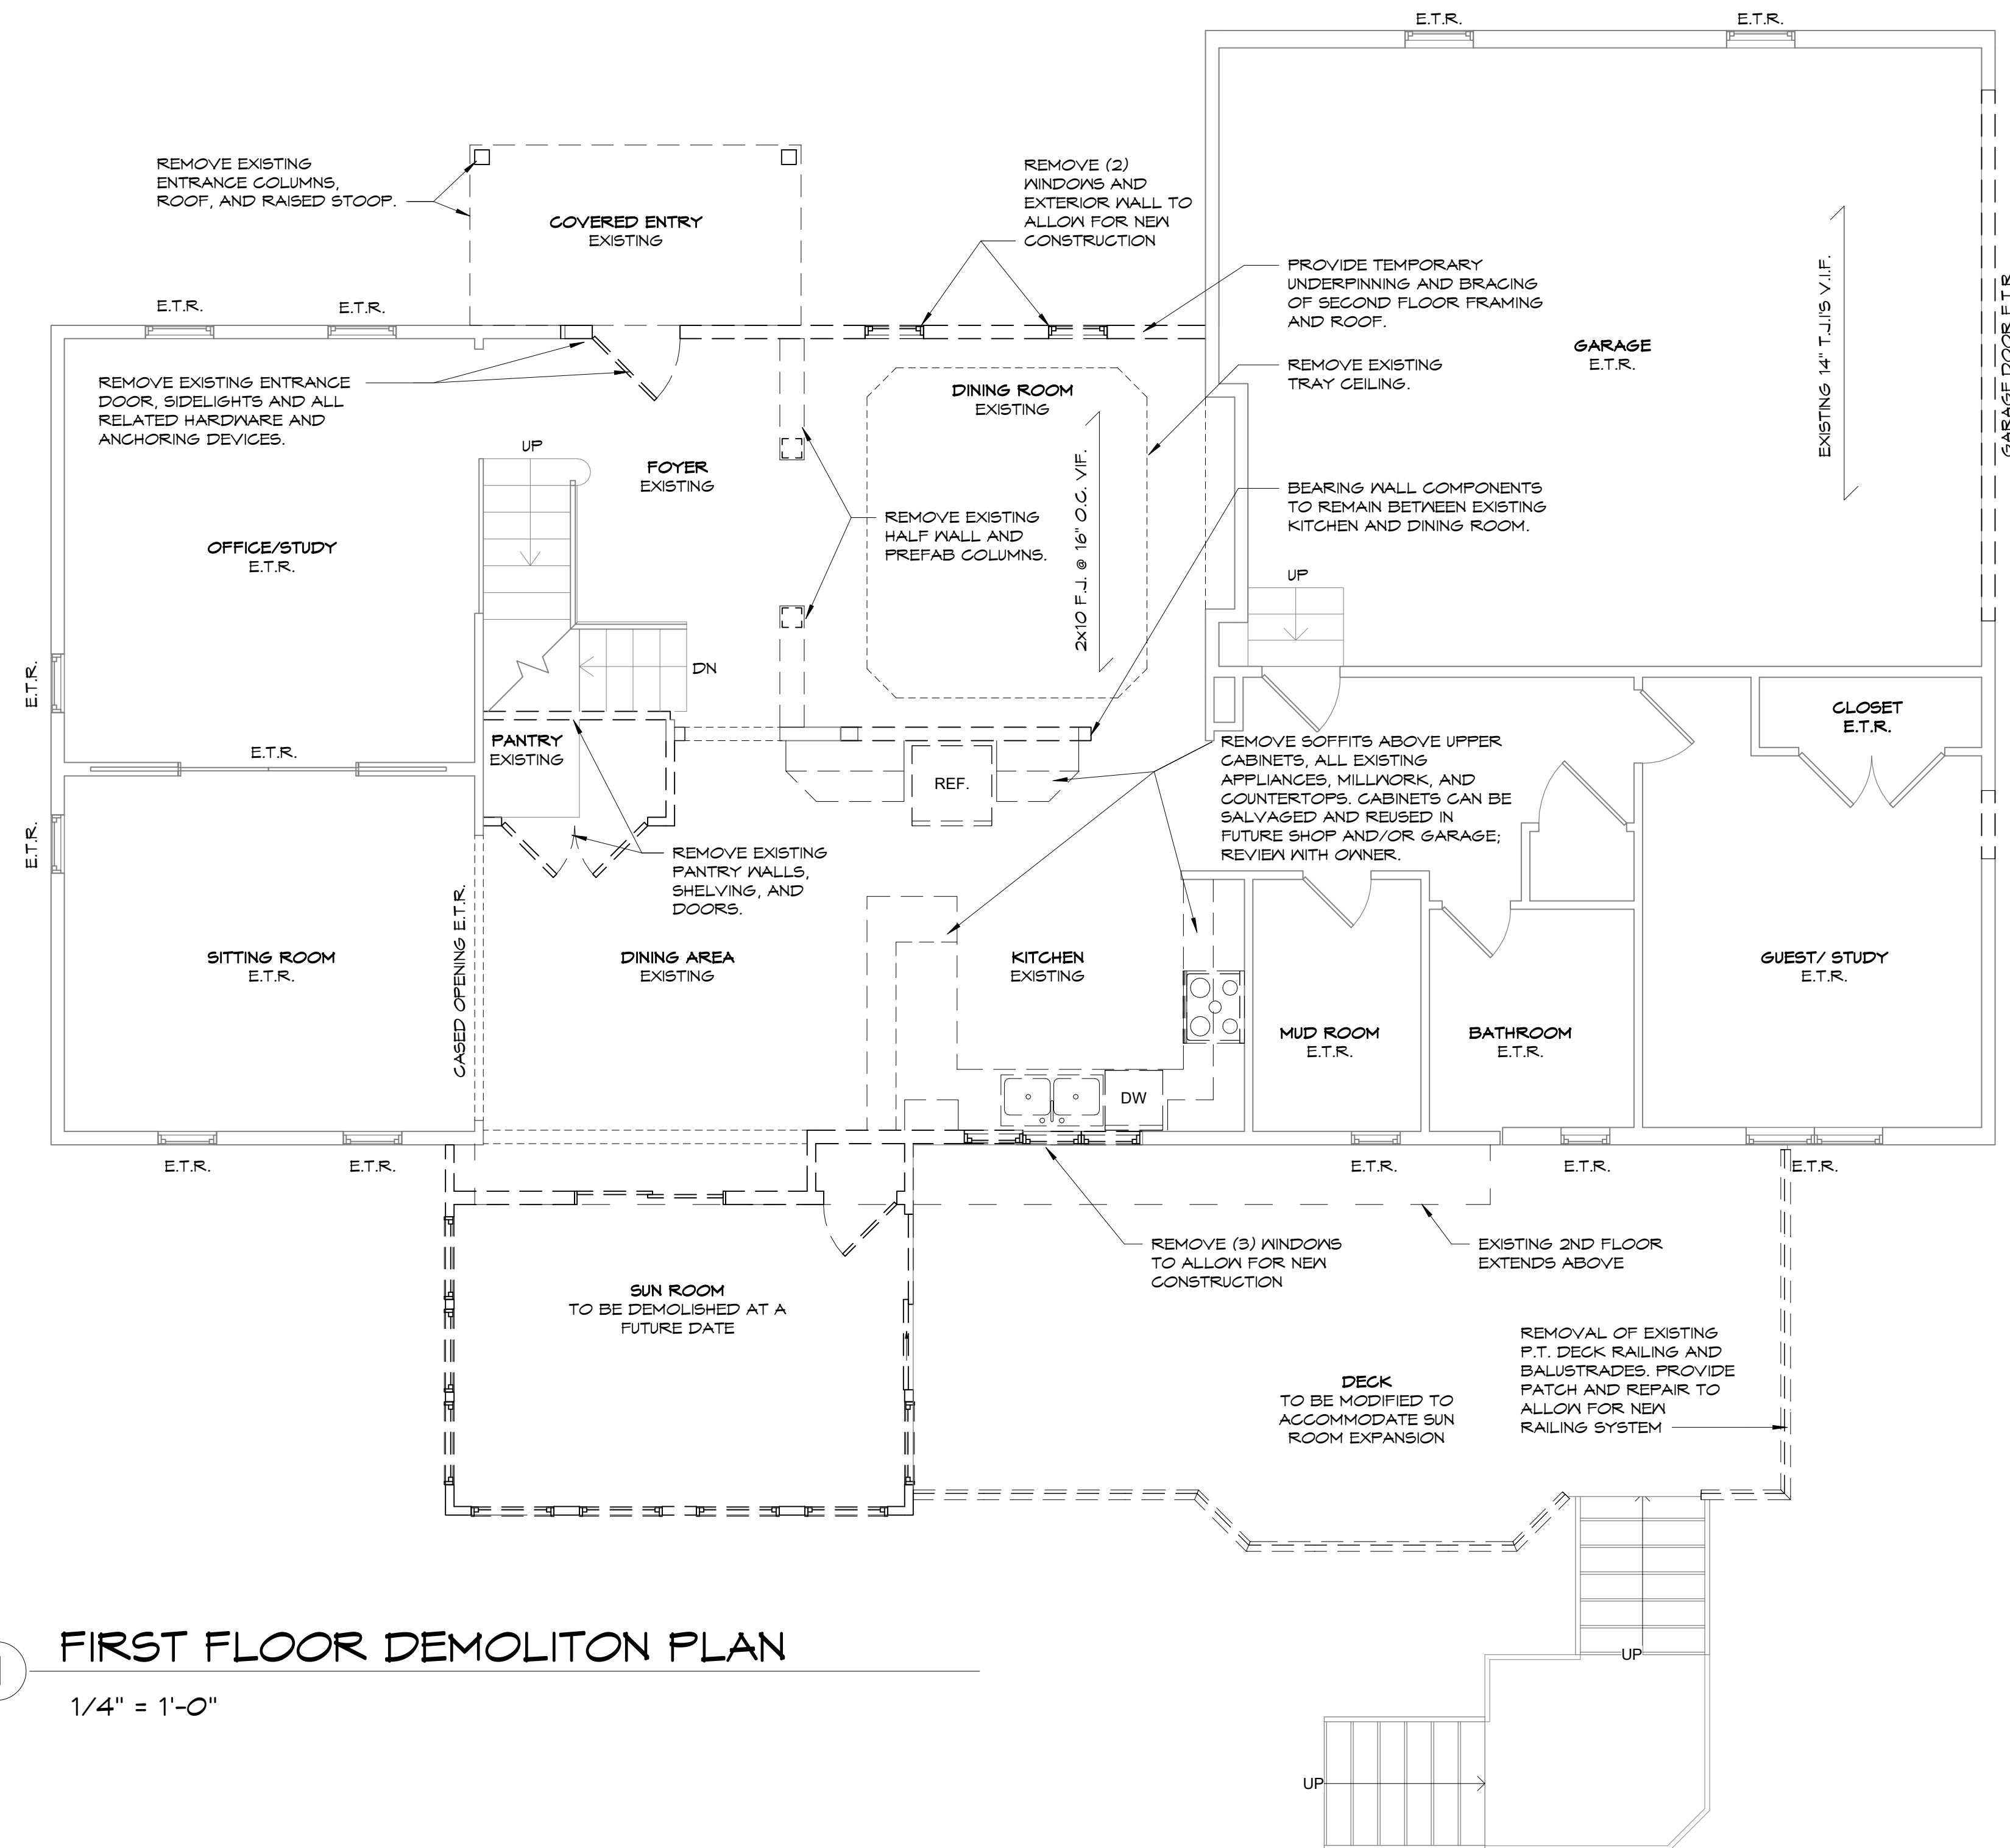 E.T.R.
E.T.R.
REMOVE EXISTING
ENTRANCE COLUMNS,
ROOF, AND RAISED STOOP.
COVERED ENTRY
EXISTING
REMOVE (2)
WINDOWS AND
EXTERIOR WALL TO
ALLOW FOR NEW
CONSTRUCTION
PROVIDE TEMPORARY
UNDERPINNING AND BRACING
OF SECOND FLOOR FRAMING
AND ROOF.
EXISTING 14" T.J.I'S V.I.F.
GARAGE DOOR E.T.R.
E.T.R.
E.T.R.
GARAGE
E.T.R.
REMOVE EXISTING
TRAY CEILING.
REMOVE EXISTING ENTRANCE
DOOR, SIDELIGHTS AND ALL
RELATED HARDWARE AND
ANCHORING DEVICES.
DINING ROOM
EXISTING
UP
FOYER
EXISTING
2x10 F.J. @ 16" O.C. VIF.
BEARING WALL COMPONENTS
TO REMAIN BETWEEN EXISTING
KITCHEN AND DINING ROOM.
REMOVE EXISTING
HALF WALL AND
PREFAB COLUMNS.
OFFICE/STUDY
E.T.R.
UP
E.T.R.
DN
CLOSET
E.T.R.
PANTRY
EXISTING
E.T.R.
REF.
REMOVE SOFFITS ABOVE UPPER
CABINETS, ALL EXISTING
APPLIANCES, MILLWORK, AND
COUNTERTOPS. CABINETS CAN BE
SALVAGED AND REUSED IN
FUTURE SHOP AND/OR GARAGE;
REVIEW WITH OWNER.
E.T.R.
REMOVE EXISTING
PANTRY WALLS,
SHELVING, AND
DOORS.
CASED OPENING E.T.R.
SITTING ROOM
E.T.R.
DINING AREA
EXISTING
KITCHEN
EXISTING
GUEST/ STUDY
E.T.R.
MUD ROOM
E.T.R.
BATHROOM
E.T.R.
DW
E.T.R.
E.T.R.
E.T.R.
E.T.R.
E.T.R.
REMOVE (3) WINDOWS
TO ALLOW FOR NEW
CONSTRUCTION
EXISTING 2ND FLOOR
EXTENDS ABOVE
SUN ROOM
TO BE DEMOLISHED AT A
FUTURE DATE
REMOVAL OF EXISTING
P.T. DECK RAILING AND
BALUSTRADES. PROVIDE
PATCH AND REPAIR TO
ALLOW FOR NEW
RAILING SYSTEM
DECK
TO BE MODIFIED TO
ACCOMMODATE SUN
ROOM EXPANSION
FIRST FLOOR DEMOLITON PLAN
1/4" = 1'-0"
UP
UP